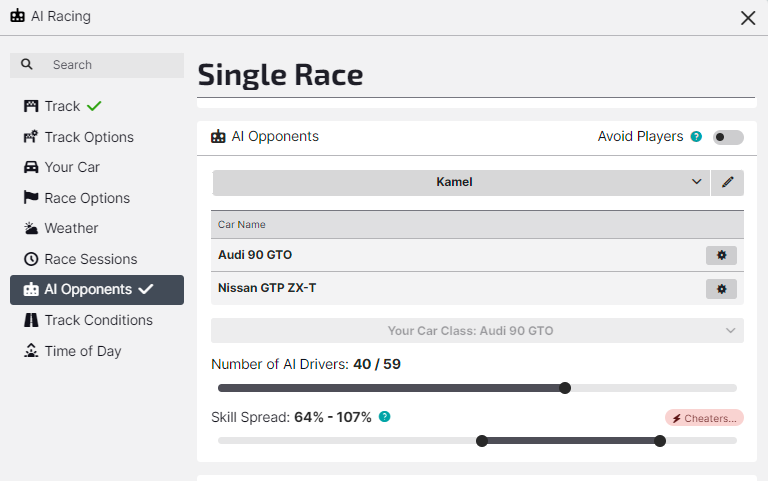 AI Racing
Search
Single Race
Track
Track Options
Your Car
Race Options
Weather
Race Sessions
AI Opponents
Track Conditions
Time of Day
AI Opponents
Avoid Players ?
Kamel
Car Name
Audi 90 GTO
Nissan GTP ZX-T
Your Car Class: Audi 90 GTO
Number of AI Drivers: 40 / 59
Skill Spread: 64% - 107% ?
Cheaters...